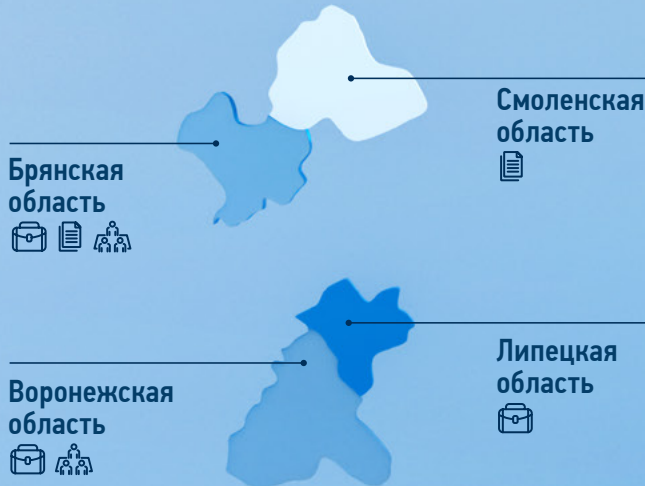 Смоленская
область
Брянская
область
Липецкая
область
Воронежская
область